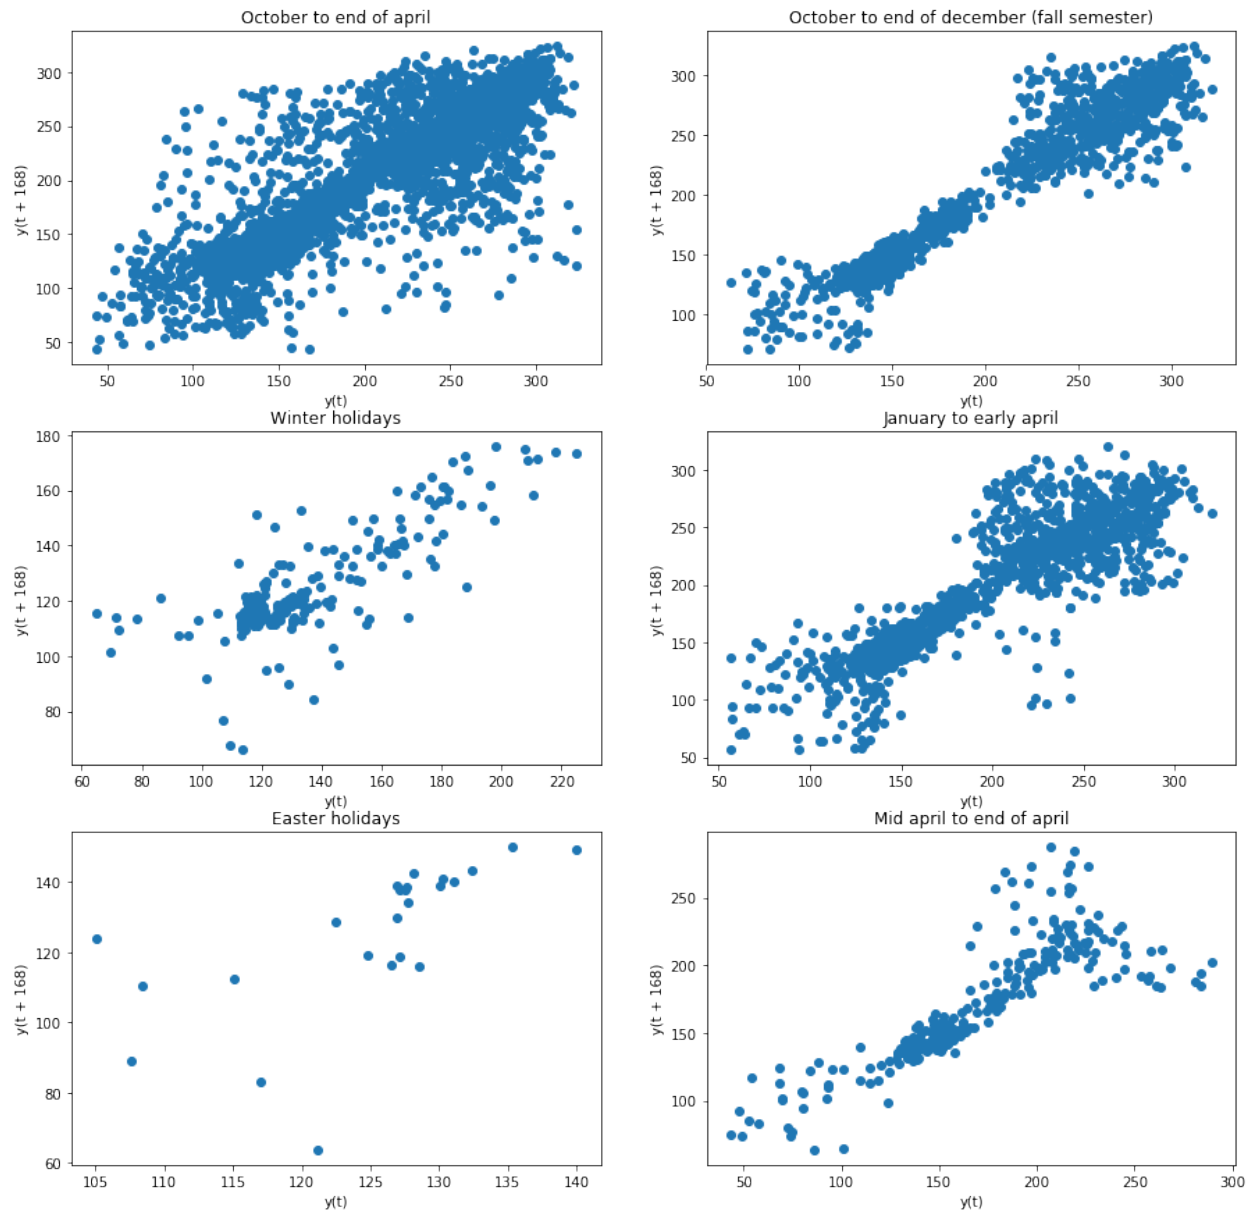 October to end of april
300
250
200
150
100
50
y(t + 168)
50 100 150 200 250 300
y(t)
October to end of december (fall semester)
300
250
200
150
100
y(t + 168)
50 100 150 200 250 300
y(t)
Winter holidays
180
160
140
120
100
80
y(t + 168)
60 80 100 120 140 160 180 200 220
y(t)
January to early april
300
250
200
150
100
50
y(t + 168)
50 100 150 200 250 300
y(t)
Easter holidays
140
120
100
80
60
y(t + 168)
105 110 115 120 125 130 135 140
y(t)
Mid april to end of april
250
200
150
100
y(t + 168)
50 100 150 200 250 300
y(t)